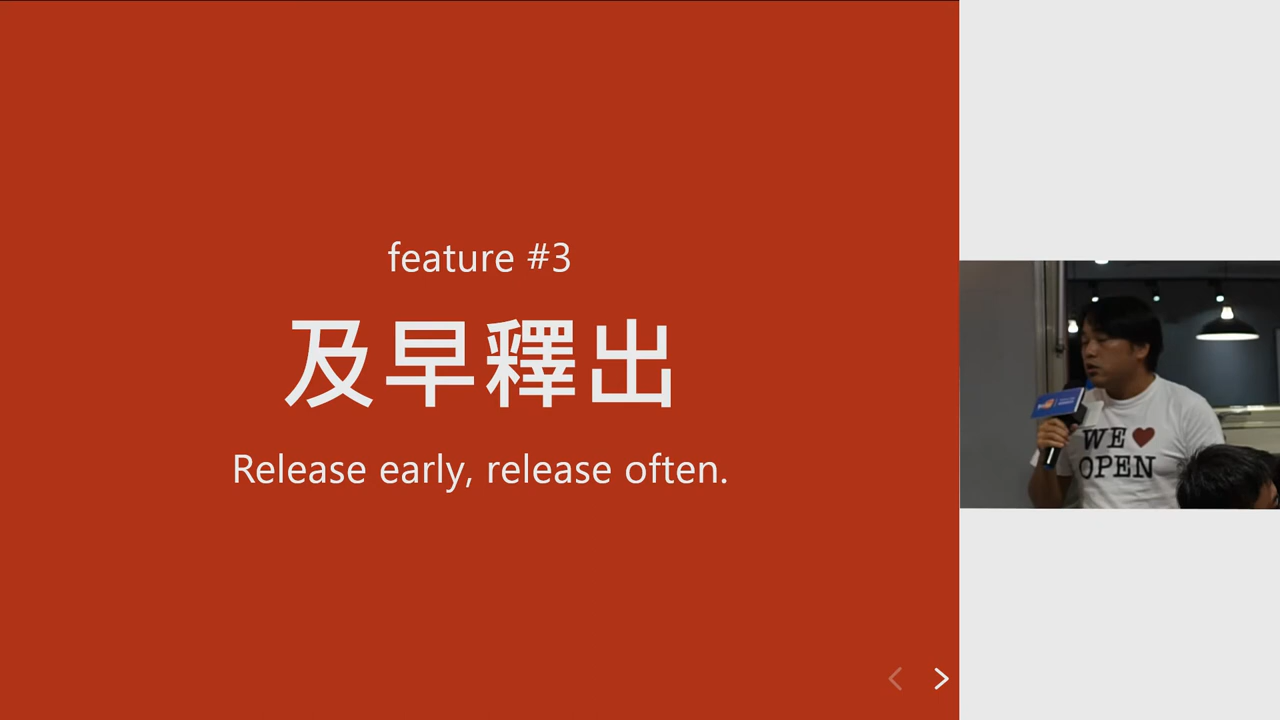 feature #3
及早釋出
Release early, release often.
WE ❤
OPEN